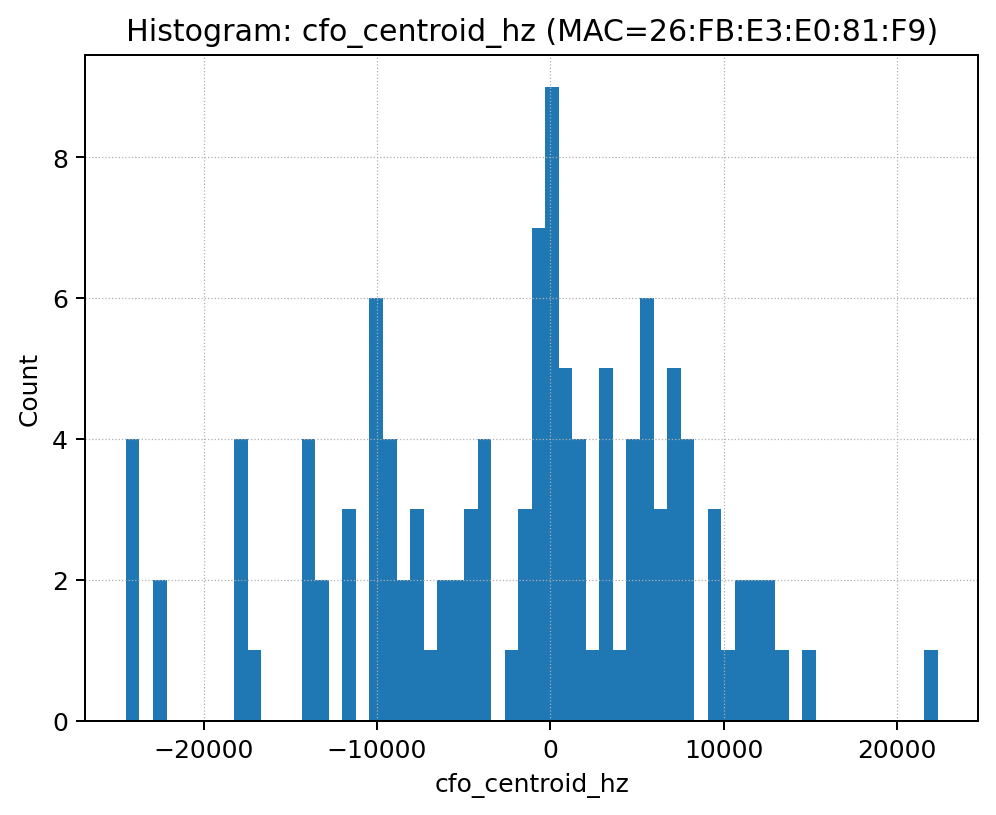 Histogram: cfo_centroid_hz (MAC=26:FB:E3:E0:81:F9)
8
6
4
2
0
Count
−20000 −10000 0 10000 20000
cfo_centroid_hz